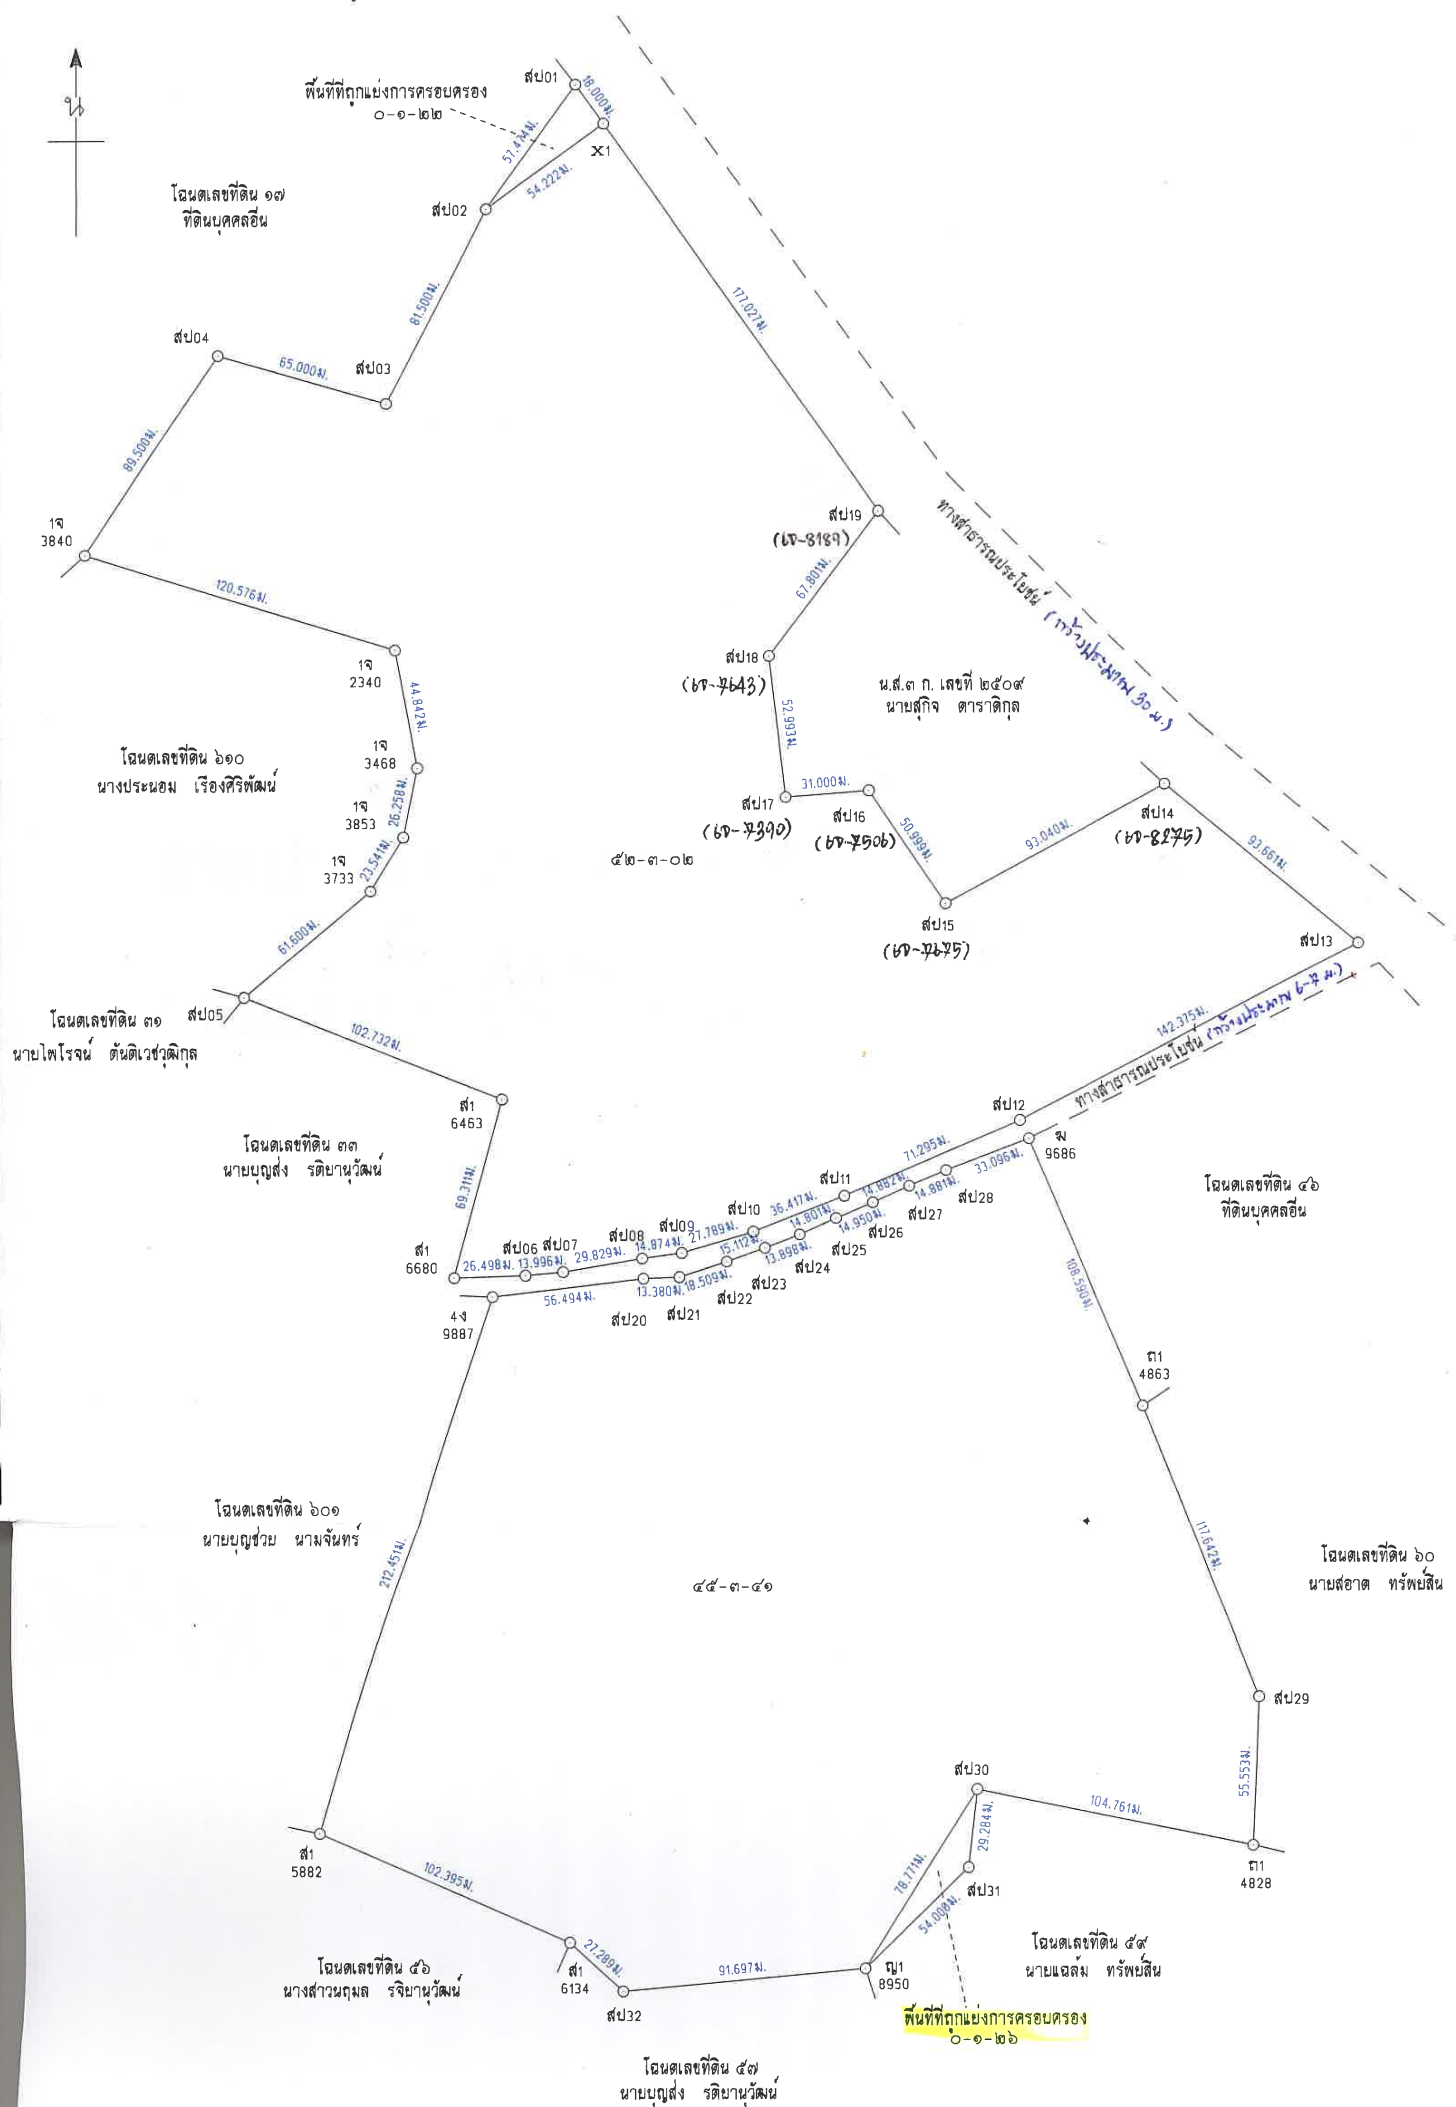 น
สป01
18.000ม.
พื้นที่ที่ถูกแย่งการครอบครอง
๐-๑-๒๒
57.474ม.
X1
54.222ม.
โฉนดเลขที่ดิน ๑๗
ที่ดินบุคคลอื่น
สป02
81.500ม.
177.027ม.
สป04
65.000ม.
สป03
89.500ม.
1จ
3840
สป19
(60-8189)
ทางสาธารณประโยชน์ (กว้างประมาณ 30 ม.)
120.576ม.
67.801ม.
1จ
2340
สป18
(60-7643)
44.842ม.
52.993ม.
น.ส.๓ ก. เลขที่ ๒๕๐๙
นายสุกิจ ดาราดิกุล
โฉนดเลขที่ดิน ๖๑๐
นางประนอม เรืองศิริพัฒน์
1จ
3468
26.258ม.
31.000ม.
สป17
(60-7390)
สป16
(60-7506)
สป14
(60-8275)
1จ
3853
23.541ม.
50.999ม.
93.040ม.
93.661ม.
1จ
3733
๕๒-๓-๐๒
สป15
(60-7675)
สป13
61.600ม.
สป05
โฉนดเลขที่ดิน ๓๑
นายไพโรจน์ ตันติเวชวุฒิกุล
102.732ม.
142.375ม.
ทางสาธารณประโยชน์ (กว้างประมาณ 6-7 ม.)
ส1
6463
สป12
โฉนดเลขที่ดิน ๓๓
นายบุญส่ง รติยานุวัฒน์
69.311ม.
71.295ม.
ฆ
9686
33.096ม.
สป11
14.882ม.
14.881ม.
สป28
โฉนดเลขที่ดิน ๔๖
ที่ดินบุคคลอื่น
สป10
36.417ม.
14.801ม.
14.950ม.
สป27
สป26
สป09
27.789ม.
15.112ม.
13.898ม.
สป25
สป24
สป08
14.874ม.
สป23
ส1
6680
26.498ม.
สป06
13.996ม.
สป07
29.829ม.
13.380ม.
18.509ม.
สป22
สป21
สป20
56.494ม.
4ง
9887
108.590ม.
ถ1
4863
โฉนดเลขที่ดิน ๖๐๑
นายบุญช่วย นามจันทร์
212.451ม.
117.642ม.
โฉนดเลขที่ดิน ๖๐
นายสอาด ทรัพย์สิน
๔๕-๓-๔๑
สป29
55.553ม.
สป30
104.761ม.
29.284ม.
78.771ม.
ส1
5882
102.395ม.
ถ1
4828
สป31
54.008ม.
โฉนดเลขที่ดิน ๕๙
นายแฉล้ม ทรัพย์สิน
27.289ม.
91.697ม.
ญ1
8950
โฉนดเลขที่ดิน ๕๖
นางสาวนฤมล รจิยานุวัฒน์
ส1
6134
สป32
พื้นที่ที่ถูกแย่งการครอบครอง
๐-๑-๒๖
โฉนดเลขที่ดิน ๕๗
นายบุญส่ง รติยานุวัฒน์